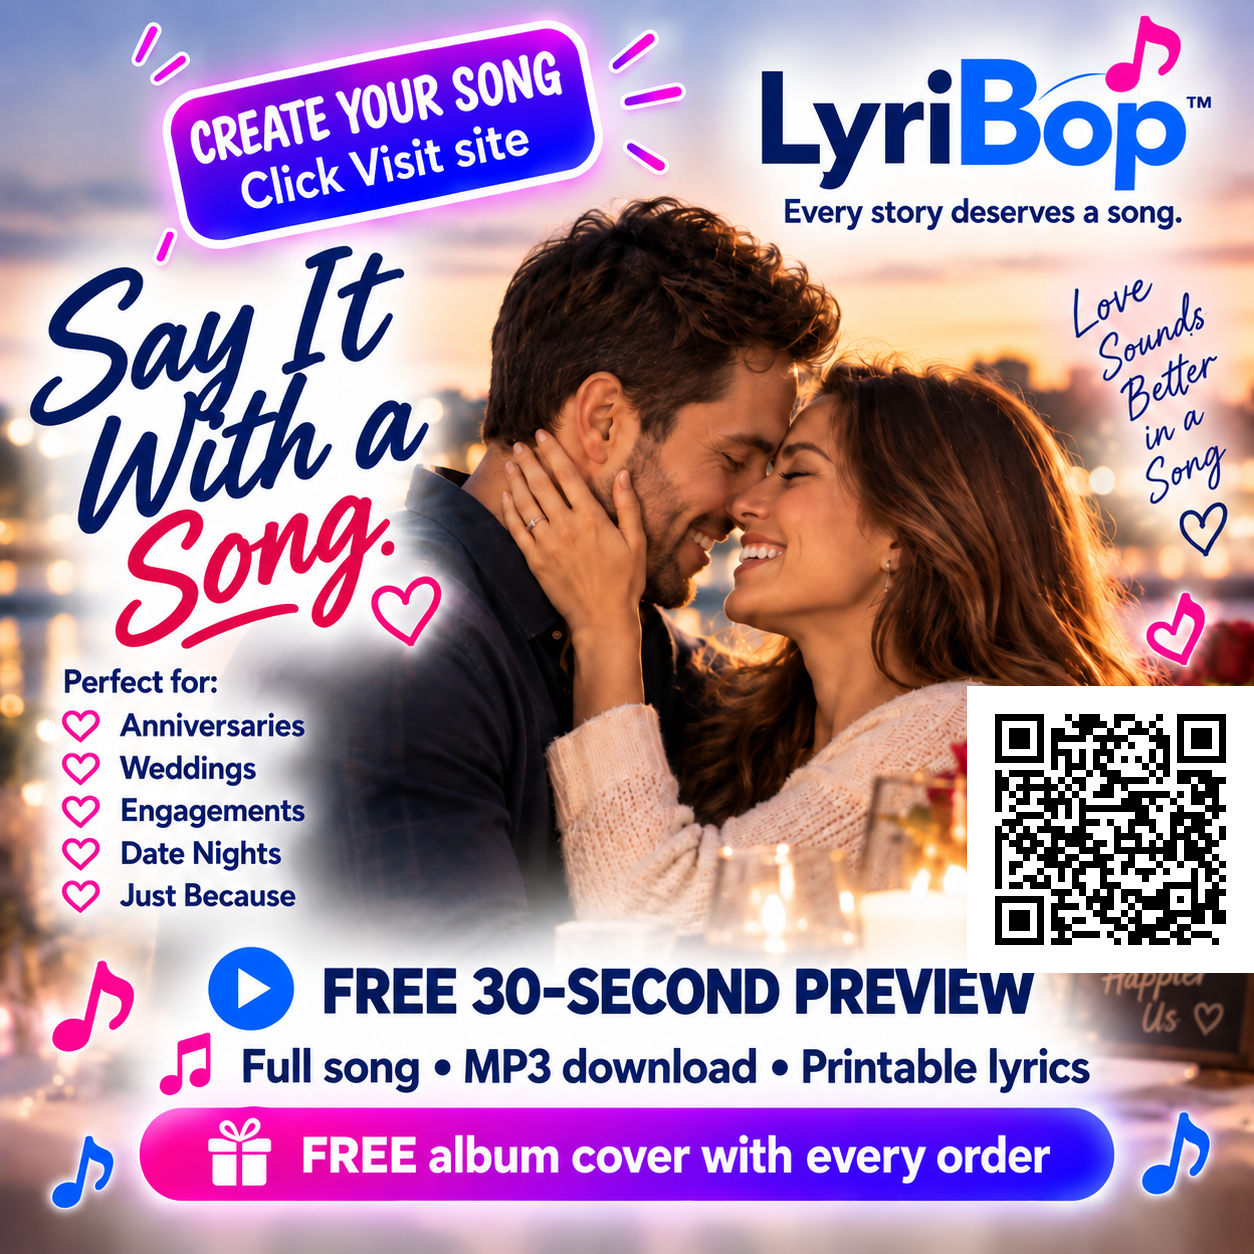 CREATE YOUR SONG
Click Visit site
LyriBop™
Every story deserves a song.
Say It
With a
Song.
Love
Sounds
Better
in a
Song
Perfect for:
Anniversaries
Weddings
Engagements
Date Nights
Just Because
FREE 30-SECOND PREVIEW
Happier
Us
Full song • MP3 download • Printable lyrics
FREE album cover with every order